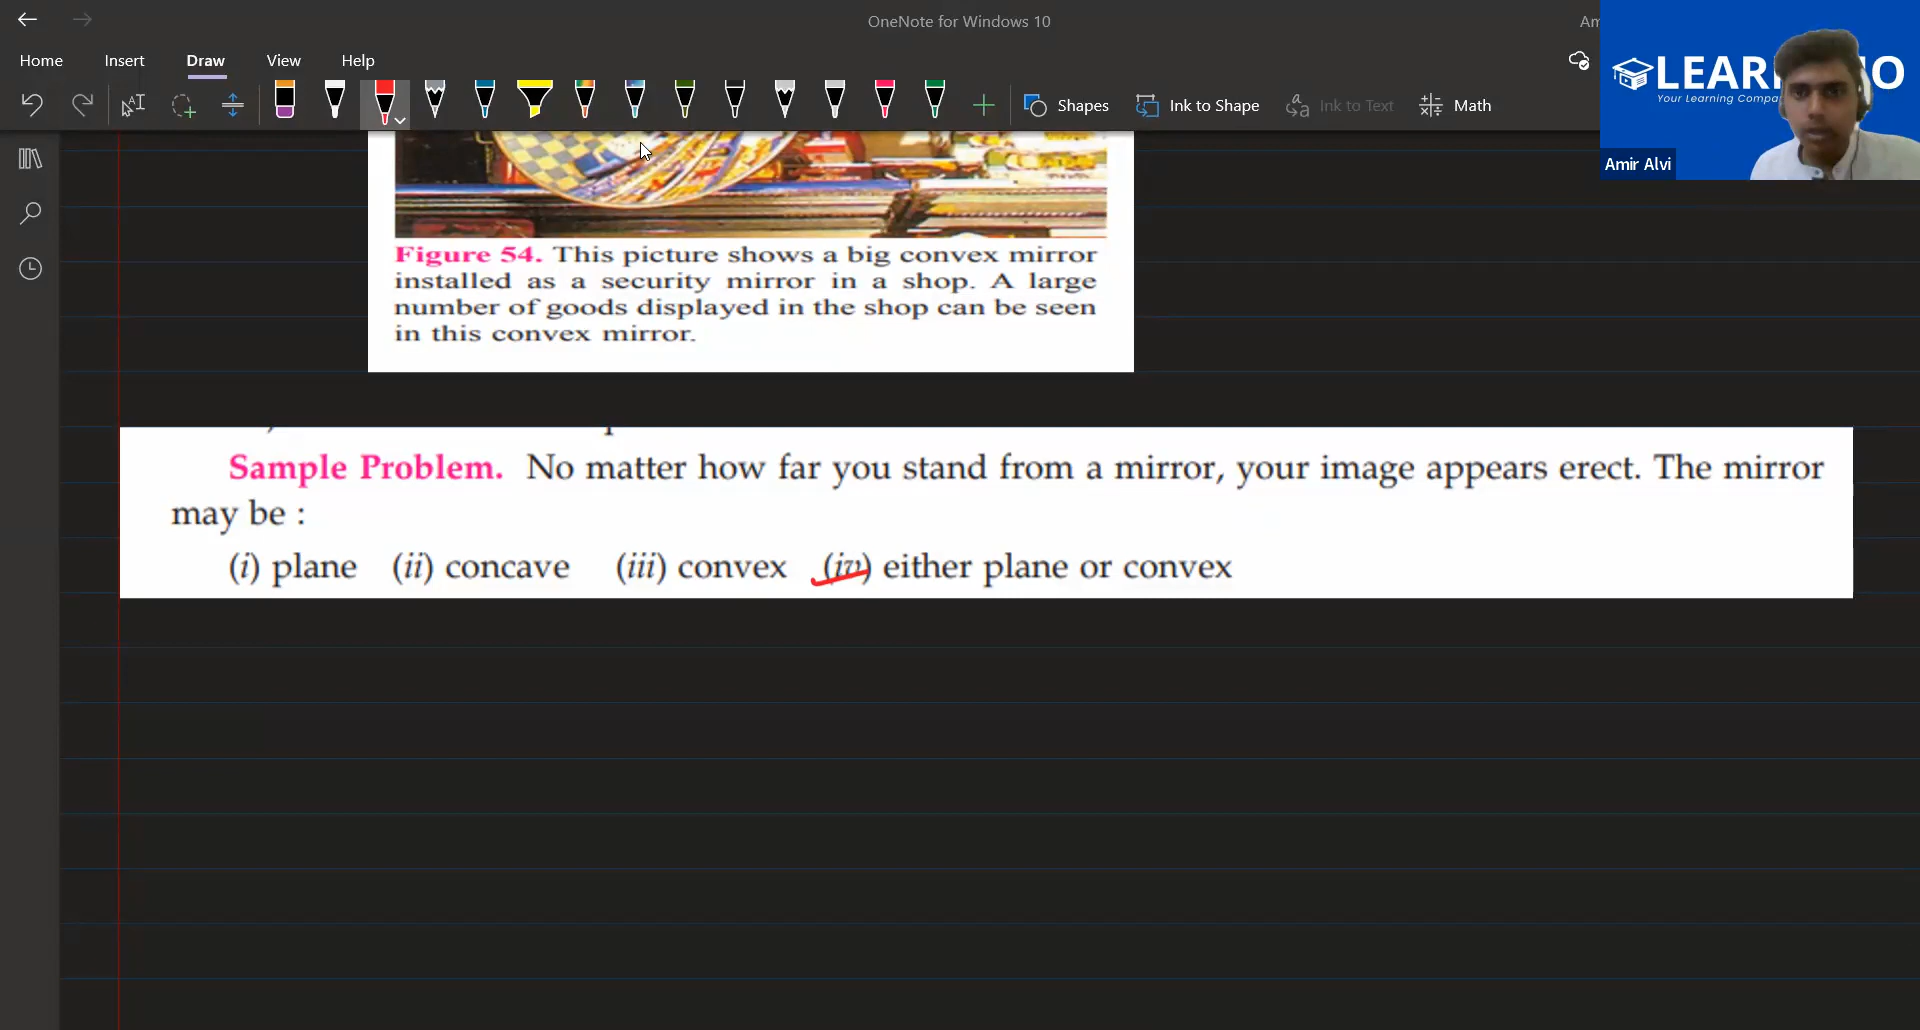 OneNote for Windows 10
Am
Home Insert Draw View Help
Shapes Ink to Shape Ink to Text Math
LEAR
O
Your Learning Compa
Amir Alvi
Figure 54. This picture shows a big convex mirror
installed as a security mirror in a shop. A large
number of goods displayed in the shop can be seen
in this convex mirror.
Sample Problem. No matter how far you stand from a mirror, your image appears erect. The mirror
may be :
(i) plane (ii) concave (iii) convex (iv) either plane or convex